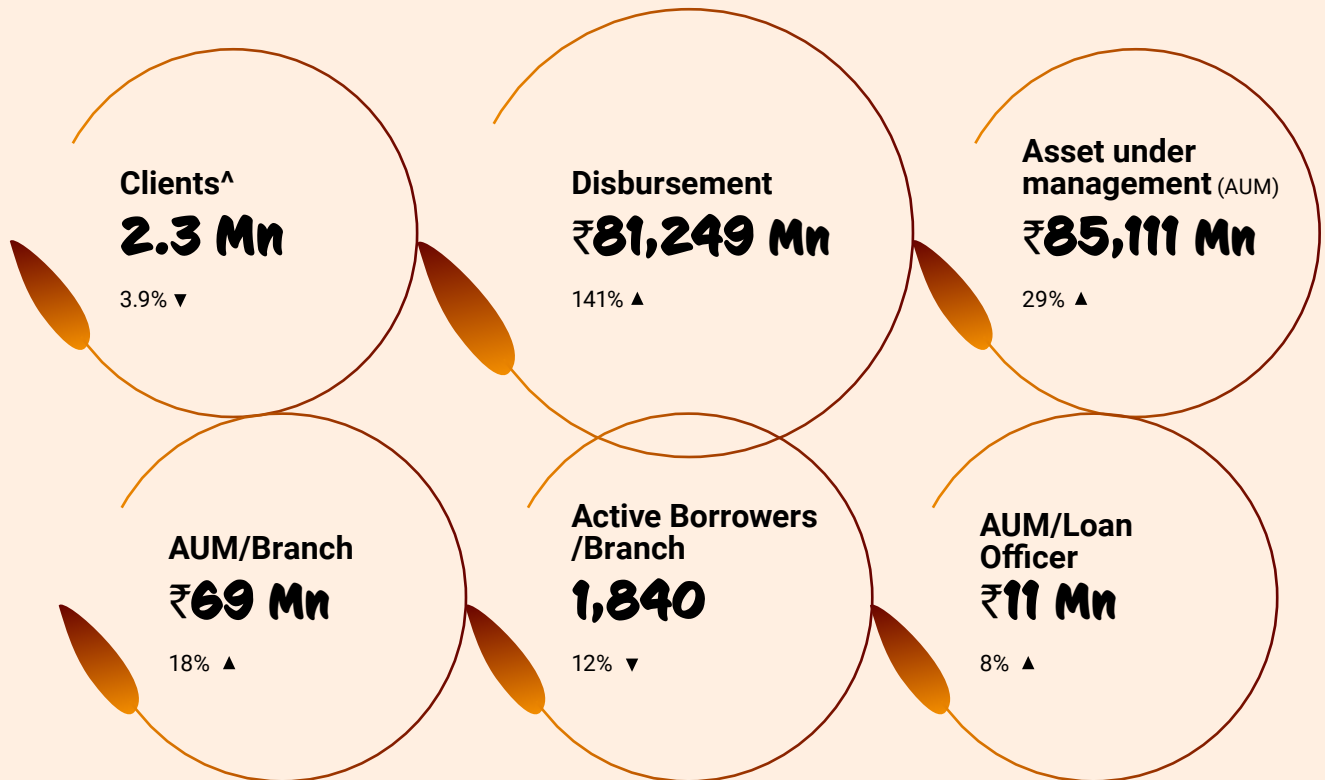 Clients^
2.3 Mn
3.9% ▼
Disbursement
₹81,249 Mn
141% ▲
Asset under
management (AUM)
₹85,111 Mn
29% ▲
AUM/Branch
₹69 Mn
18% ▲
Active Borrowers
/Branch
1,840
12% ▼
AUM/Loan
Officer
₹11 Mn
8% ▲